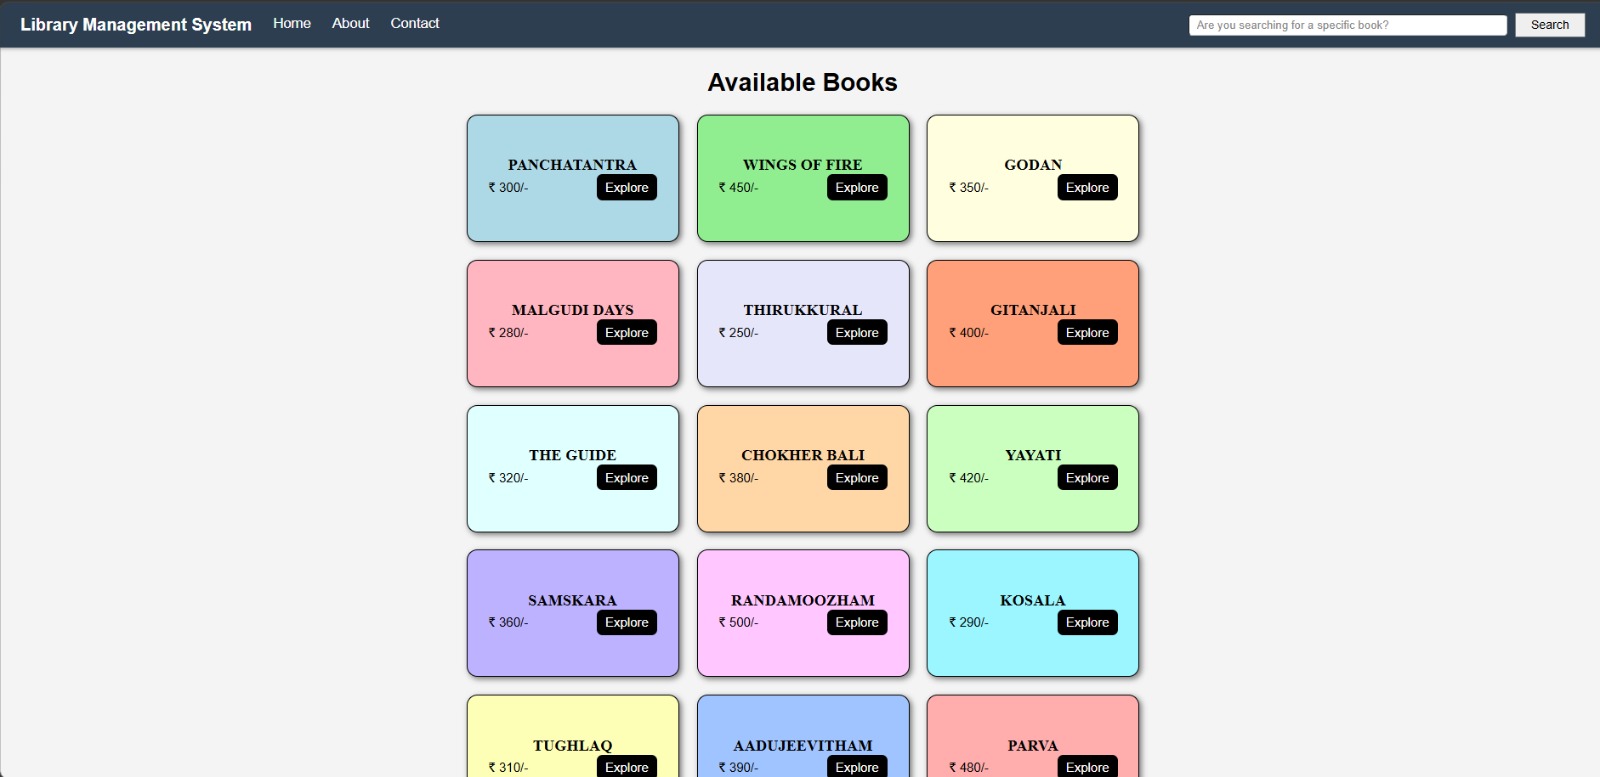 Library Management System Home About Contact Are you searching for a specific book? Search
Available Books
PANCHATANTRA
₹ 300/- Explore
WINGS OF FIRE
₹ 450/- Explore
GODAN
₹ 350/- Explore
MALGUDI DAYS
₹ 280/- Explore
THIRUKKURAL
₹ 250/- Explore
GITANJALI
₹ 400/- Explore
THE GUIDE
₹ 320/- Explore
CHOKHER BALI
₹ 380/- Explore
YAYATI
₹ 420/- Explore
SAMSKARA
₹ 360/- Explore
RANDAMOOZHAM
₹ 500/- Explore
KOSALA
₹ 290/- Explore
TUGHLAQ
₹ 310/- Explore
AADUJEEVITHAM
₹ 390/- Explore
PARVA
₹ 480/- Explore